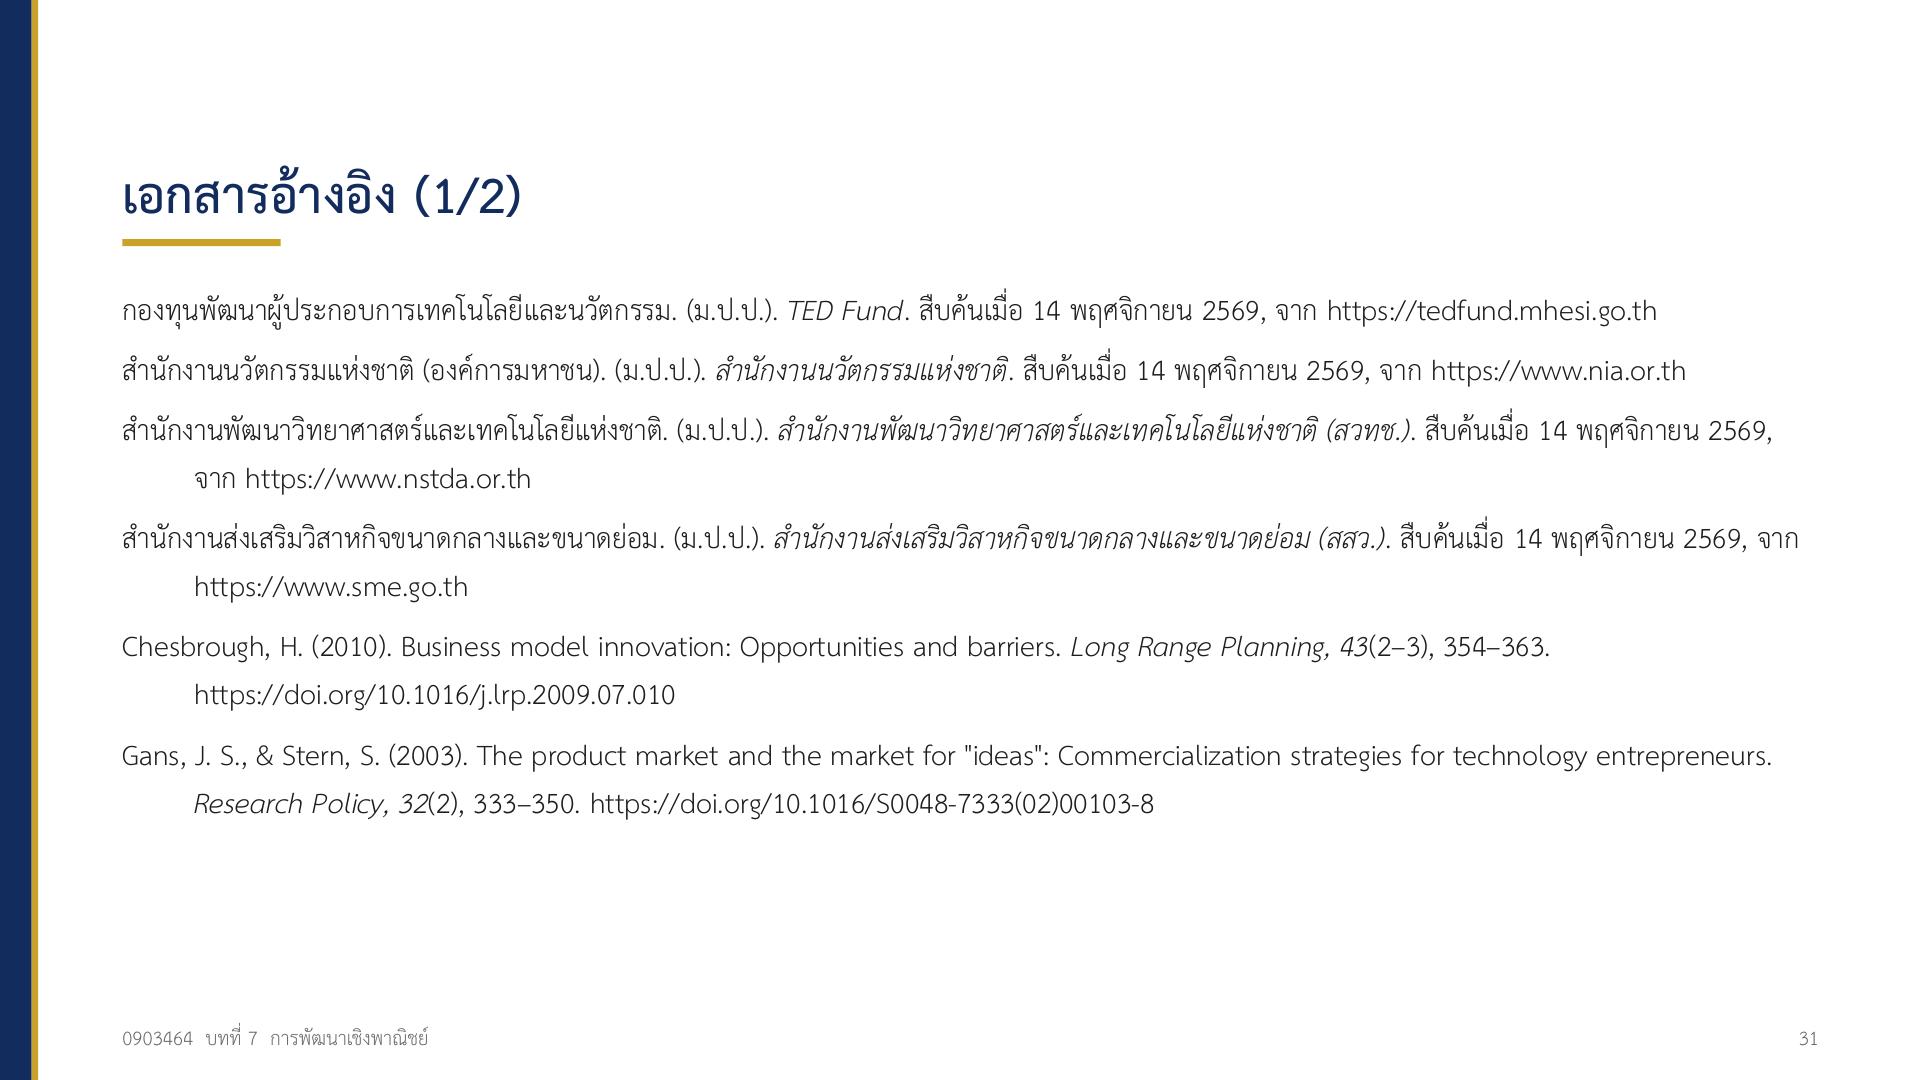 เอกสารอ้างอิง (1/2)
กองทุนพัฒนาผู้ประกอบการเทคโนโลยีและนวัตกรรม. (ม.ป.ป.). TED Fund. สืบค้นเมื่อ 14 พฤศจิกายน 2569, จาก https://tedfund.mhesi.go.th
สำนักงานนวัตกรรมแห่งชาติ (องค์การมหาชน). (ม.ป.ป.). สำนักงานนวัตกรรมแห่งชาติ. สืบค้นเมื่อ 14 พฤศจิกายน 2569, จาก https://www.nia.or.th
สำนักงานพัฒนาวิทยาศาสตร์และเทคโนโลยีแห่งชาติ. (ม.ป.ป.). สำนักงานพัฒนาวิทยาศาสตร์และเทคโนโลยีแห่งชาติ (สวทช.). สืบค้นเมื่อ 14 พฤศจิกายน 2569,
จาก https://www.nstda.or.th
สำนักงานส่งเสริมวิสาหกิจขนาดกลางและขนาดย่อม. (ม.ป.ป.). สำนักงานส่งเสริมวิสาหกิจขนาดกลางและขนาดย่อม (สสว.). สืบค้นเมื่อ 14 พฤศจิกายน 2569, จาก
https://www.sme.go.th
Chesbrough, H. (2010). Business model innovation: Opportunities and barriers. Long Range Planning, 43(2–3), 354–363.
https://doi.org/10.1016/j.lrp.2009.07.010
Gans, J. S., & Stern, S. (2003). The product market and the market for "ideas": Commercialization strategies for technology entrepreneurs.
Research Policy, 32(2), 333–350. https://doi.org/10.1016/S0048-7333(02)00103-8
0903464 บทที่ 7 การพัฒนาเชิงพาณิชย์
31